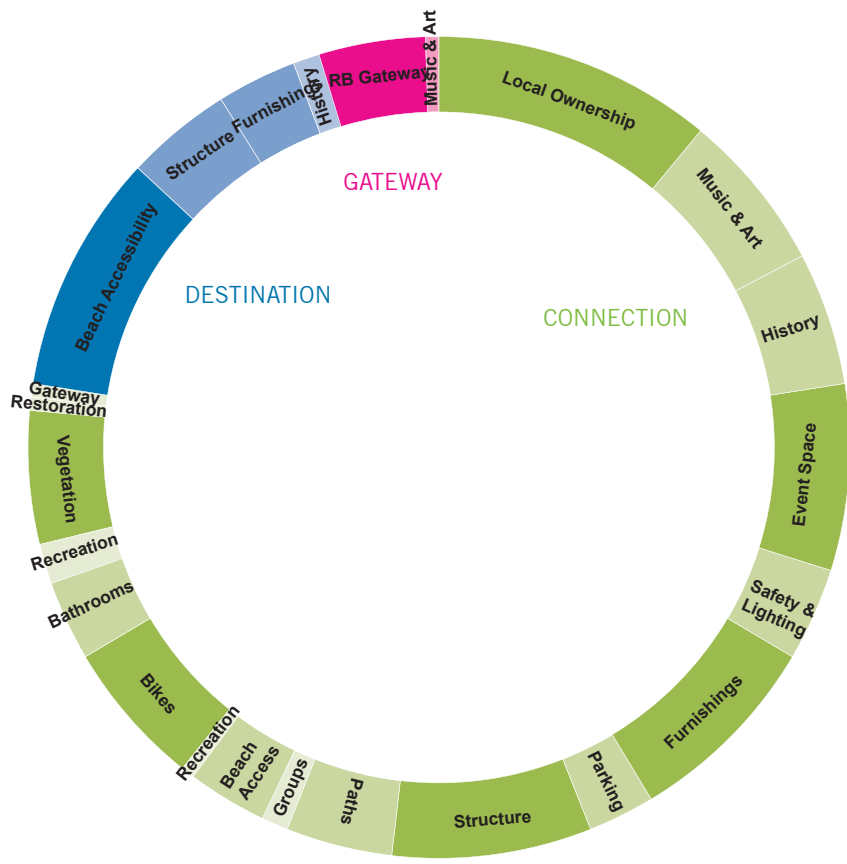 Local Ownership
Music & Art
History
Event Space
Safety &
Lighting
Furnishings
Parking
Structure
Paths
Groups
Beach
Access
Recreation
Bikes
Bathrooms
Recreation
Vegetation
Gateway
Restoration
Beach Accessibility
Structure
Furnishings
History
RB Gateway
Music & Art
GATEWAY
DESTINATION
CONNECTION